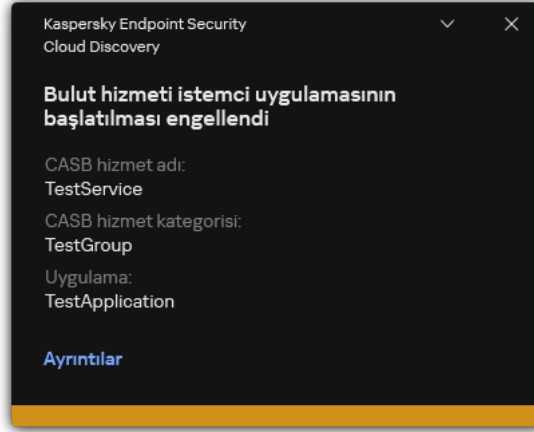 Kaspersky Endpoint Security
Cloud Discovery
Bulut hizmeti istemci uygulamasının
başlatılması engellendi
CASB hizmet adı:
TestService
CASB hizmet kategorisi:
TestGroup
Uygulama:
TestApplication
Ayrıntılar